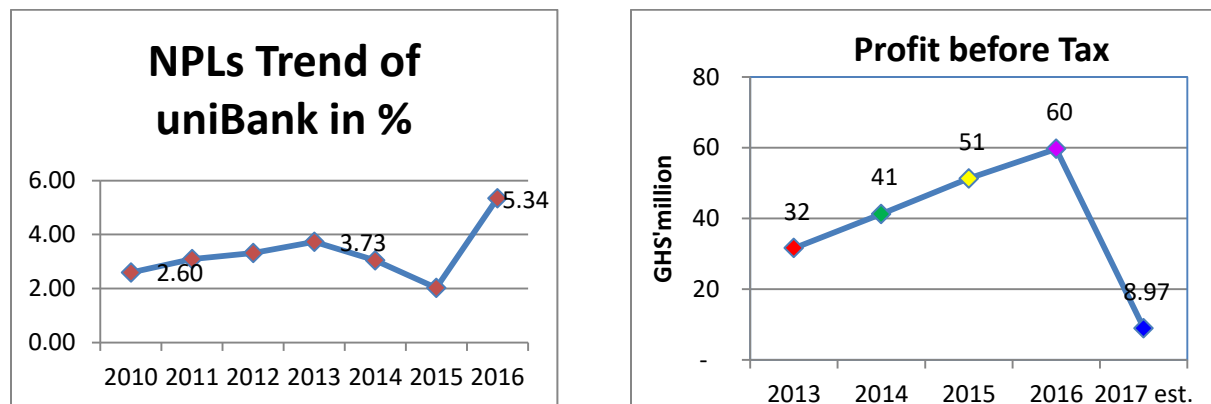 NPLs Trend of
uniBank in %
6.00
4.00
2.00
0.00
2.60
3.73
5.34
2010 2011 2012 2013 2014 2015 2016
Profit before Tax
GHS'million
80
60
40
20
-
32
41
51
60
8.97
2013 2014 2015 2016 2017 est.